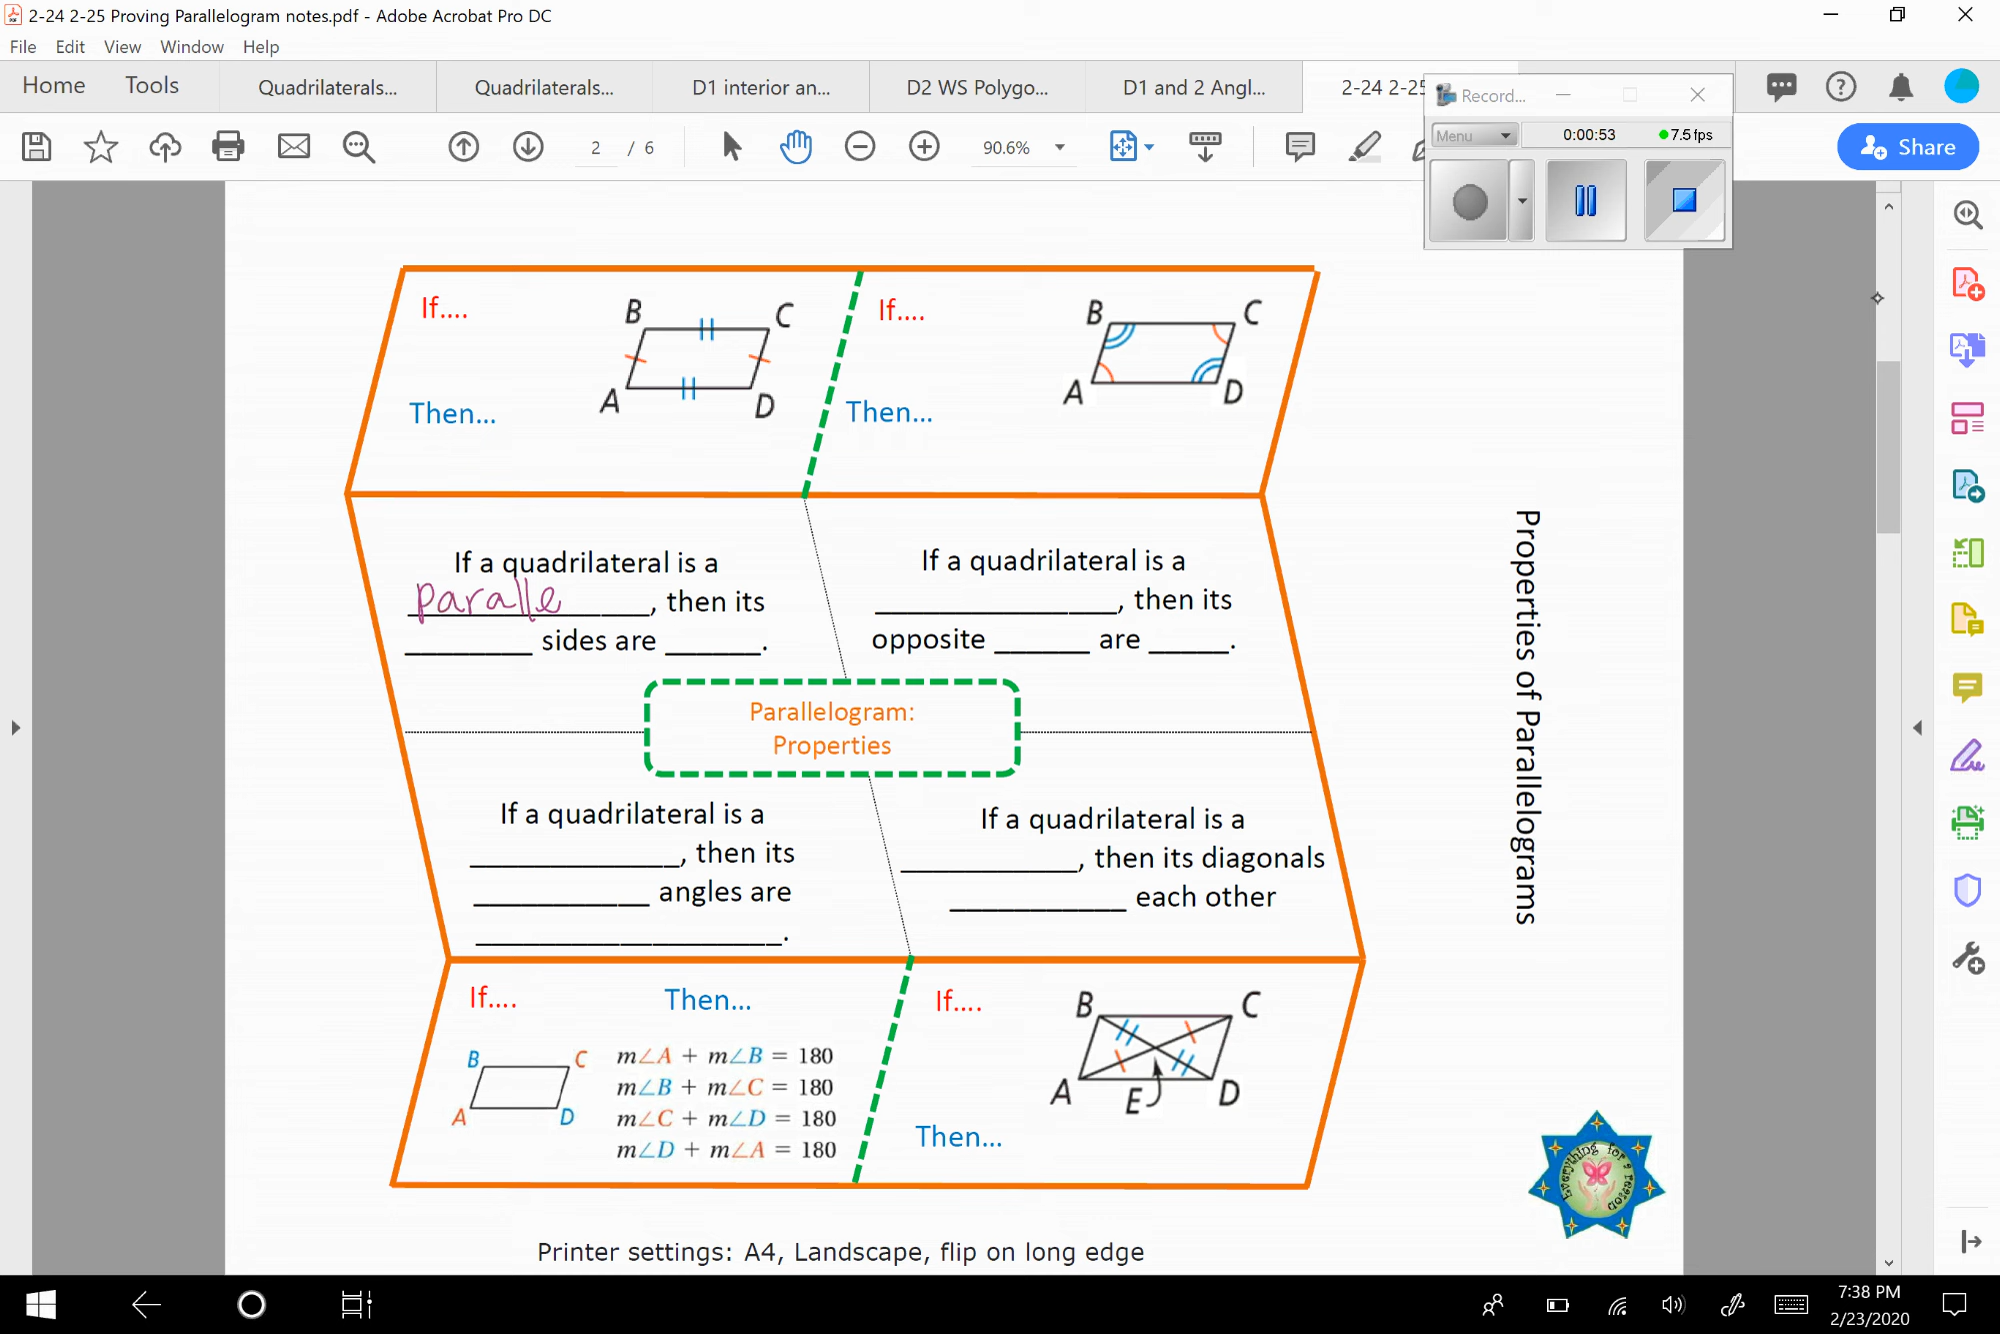 2-24 2-25 Proving Parallelogram notes.pdf - Adobe Acrobat Pro DC
File Edit View Window Help
Home Tools Quadrilaterals... Quadrilaterals... D1 interior an... D2 WS Polygo... D1 and 2 Angl... 2-24 2-25
Record...
Menu 0:00:53 7.5 fps
2 / 6 90.6% Share
If.... B C A D
Then...
If.... B C A D
Then...
If a quadrilateral is a
paralle, then its
________ sides are ______.
If a quadrilateral is a
_______________, then its
opposite ______ are _____.
Parallelogram:
Properties
If a quadrilateral is a
_____________, then its
___________ angles are
___________________.
If a quadrilateral is a
___________, then its diagonals
___________ each other
If.... Then...
B C A D
m∠A + m∠B = 180
m∠B + m∠C = 180
m∠C + m∠D = 180
m∠D + m∠A = 180
If.... B C A E D
Then...
Properties of Parallelograms
Everything for a reason
Printer settings: A4, Landscape, flip on long edge
7:38 PM
2/23/2020